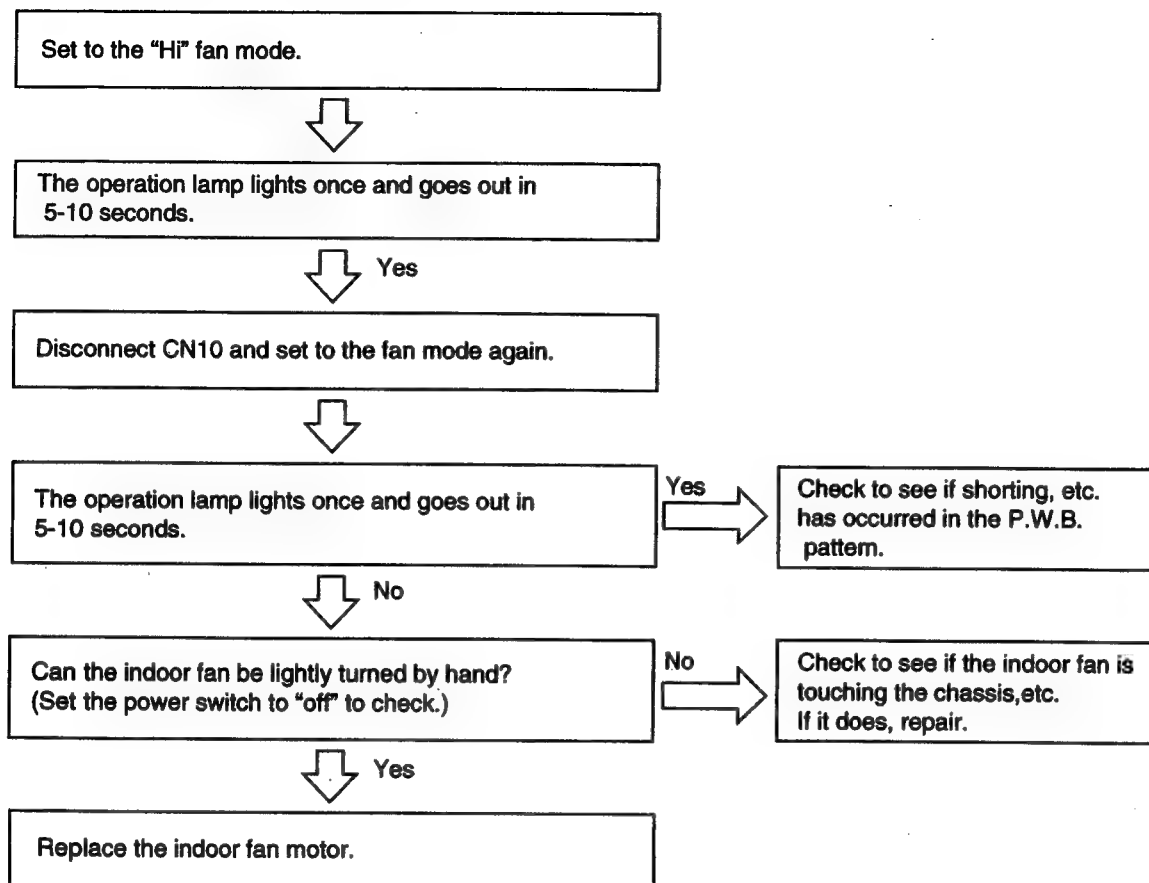 Set to the “Hi” fan mode.
The operation lamp lights once and goes out in
5-10 seconds.
Yes
Disconnect CN10 and set to the fan mode again.
The operation lamp lights once and goes out in
5-10 seconds.
Yes
Check to see if shorting, etc.
has occurred in the P.W.B.
pattern.
No
Can the indoor fan be lightly turned by hand?
(Set the power switch to “off” to check.)
No
Check to see if the indoor fan is
touching the chassis,etc.
If it does, repair.
Yes
Replace the indoor fan motor.